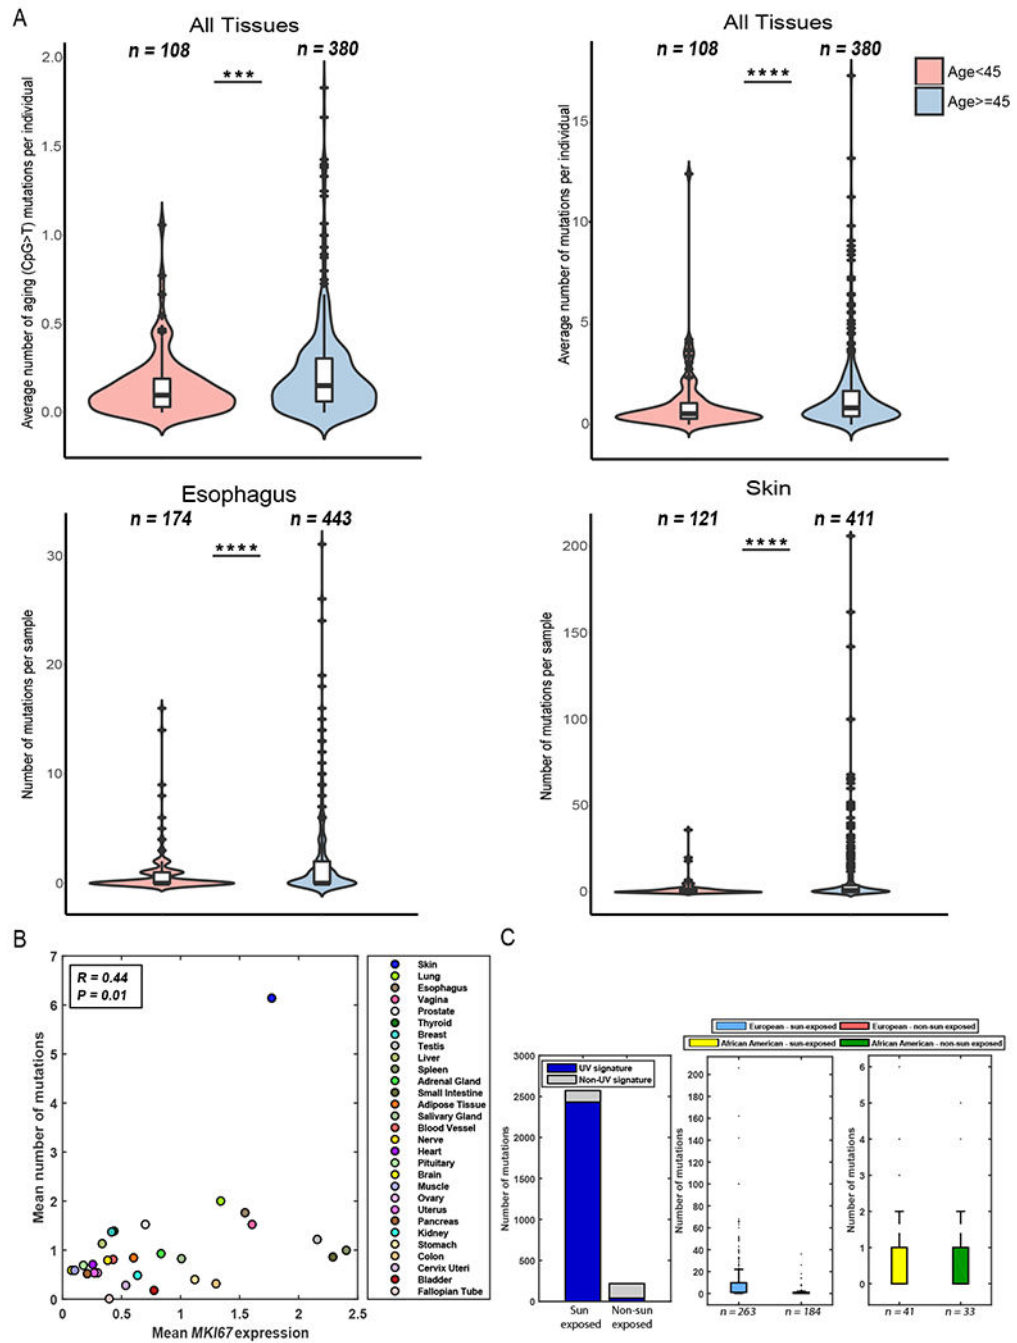 A
All Tissues
n = 108
n = 380
***
2.0
1.5
1.0
0.5
0.0
Average number of aging (CpG>T) mutations per individual
All Tissues
n = 108
n = 380
****
15
10
5
0
Average number of mutations per individual
Age<45
Age>=45
Esophagus
n = 174
n = 443
****
30
20
10
0
Number of mutations per sample
Skin
n = 121
n = 411
****
200
150
100
50
0
Number of mutations per sample
B
R = 0.44
P = 0.01
7
6
5
4
3
2
1
0
Mean number of mutations
0 0.5 1 1.5 2 2.5
Mean MKI67 expression
Skin
Lung
Esophagus
Vagina
Prostate
Thyroid
Breast
Testis
Liver
Spleen
Adrenal Gland
Small Intestine
Adipose Tissue
Salivary Gland
Blood Vessel
Nerve
Heart
Pituitary
Brain
Muscle
Ovary
Uterus
Pancreas
Kidney
Stomach
Colon
Cervix Uteri
Bladder
Fallopian Tube
C
UV signature
Non-UV signature
3000
2500
2000
1500
1000
500
0
Number of mutations
Sun exposed
Non-sun exposed
European - sun-exposed
European - non-sun exposed
African American - sun-exposed
African American - non-sun exposed
200
180
160
140
120
100
80
60
40
20
0
Number of mutations
n = 263
n = 184
6
5
4
3
2
1
0
Number of mutations
n = 41
n = 33